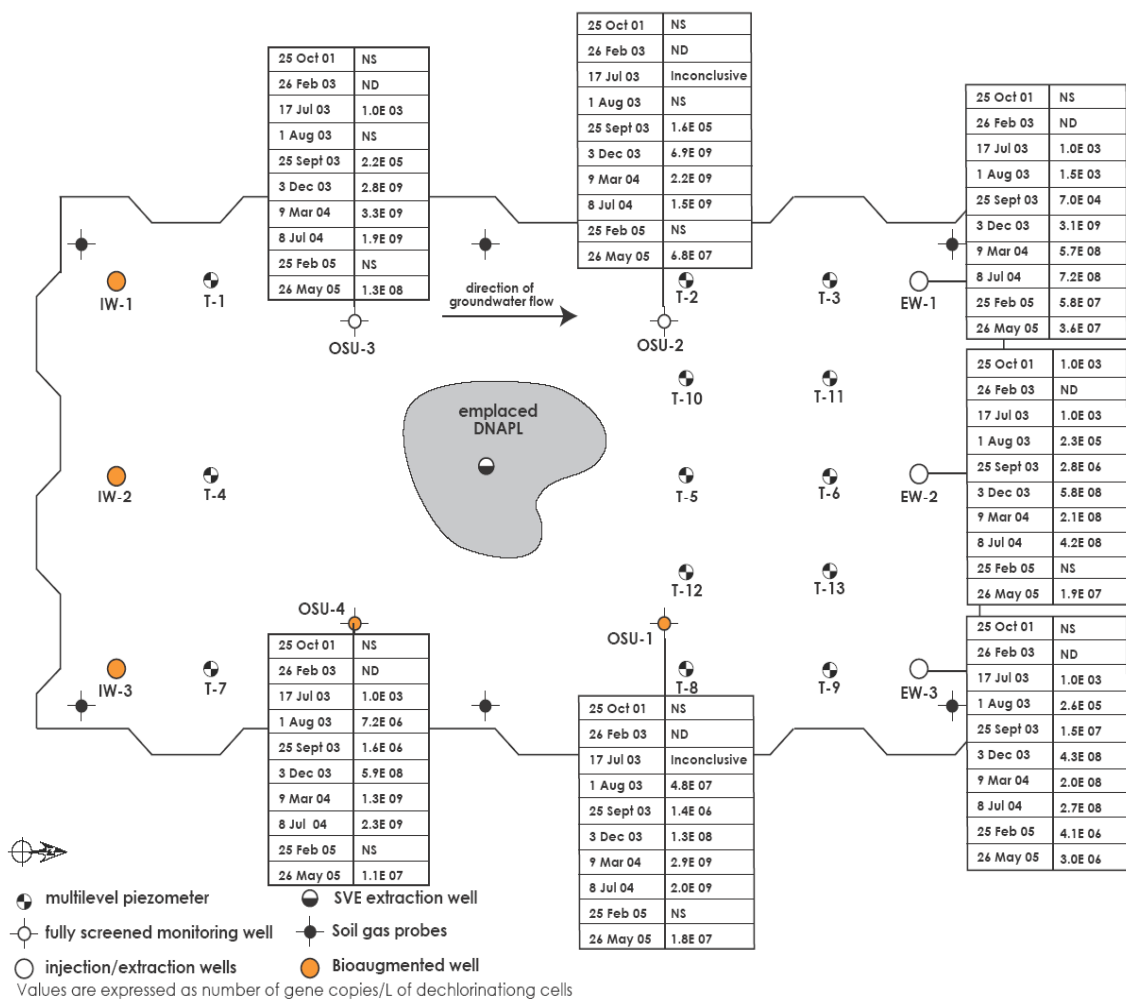 25 Oct 01 NS
26 Feb 03 ND
17 Jul 03 Inconclusive
1 Aug 03 NS
25 Sept 03 1.6E 05
3 Dec 03 6.9E 09
9 Mar 04 2.2E 09
8 Jul 04 1.5E 09
25 Feb 05 NS
26 May 05 6.8E 07
25 Oct 01 NS
26 Feb 03 ND
17 Jul 03 1.0E 03
1 Aug 03 NS
25 Sept 03 2.2E 05
3 Dec 03 2.8E 09
9 Mar 04 3.3E 09
8 Jul 04 1.9E 09
25 Feb 05 NS
26 May 05 1.3E 08
25 Oct 01 NS
26 Feb 03 ND
17 Jul 03 1.0E 03
1 Aug 03 1.5E 03
25 Sept 03 7.0E 04
3 Dec 03 3.1E 09
9 Mar 04 5.7E 08
8 Jul 04 7.2E 08
25 Feb 05 5.8E 07
26 May 05 3.6E 07
IW-1
T-1
direction of
groundwater flow
T-2
T-3
EW-1
OSU-3
OSU-2
T-10
T-11
emplaced
DNAPL
IW-2
T-4
T-5
T-6
EW-2
25 Oct 01 1.0E 03
26 Feb 03 ND
17 Jul 03 1.0E 03
1 Aug 03 2.3E 05
25 Sept 03 2.8E 06
3 Dec 03 5.8E 08
9 Mar 04 2.1E 08
8 Jul 04 4.2E 08
25 Feb 05 NS
26 May 05 1.9E 07
T-12
T-13
OSU-4
OSU-1
IW-3
T-7
T-8
T-9
EW-3
25 Oct 01 NS
26 Feb 03 ND
17 Jul 03 1.0E 03
1 Aug 03 7.2E 06
25 Sept 03 1.6E 06
3 Dec 03 5.9E 08
9 Mar 04 1.3E 09
8 Jul 04 2.3E 09
25 Feb 05 NS
26 May 05 1.1E 07
25 Oct 01 NS
26 Feb 03 ND
17 Jul 03 Inconclusive
1 Aug 03 4.8E 07
25 Sept 03 1.4E 06
3 Dec 03 1.3E 08
9 Mar 04 2.9E 09
8 Jul 04 2.0E 09
25 Feb 05 NS
26 May 05 1.8E 07
25 Oct 01 NS
26 Feb 03 ND
17 Jul 03 1.0E 03
1 Aug 03 2.6E 05
25 Sept 03 1.5E 07
3 Dec 03 4.3E 08
9 Mar 04 2.0E 08
8 Jul 04 2.7E 08
25 Feb 05 4.1E 06
26 May 05 3.0E 06
multilevel piezometer
SVE extraction well
fully screened monitoring well
Soil gas probes
injection/extraction wells
Bioaugmented well
Values are expressed as number of gene copies/L of dechlorinationg cells